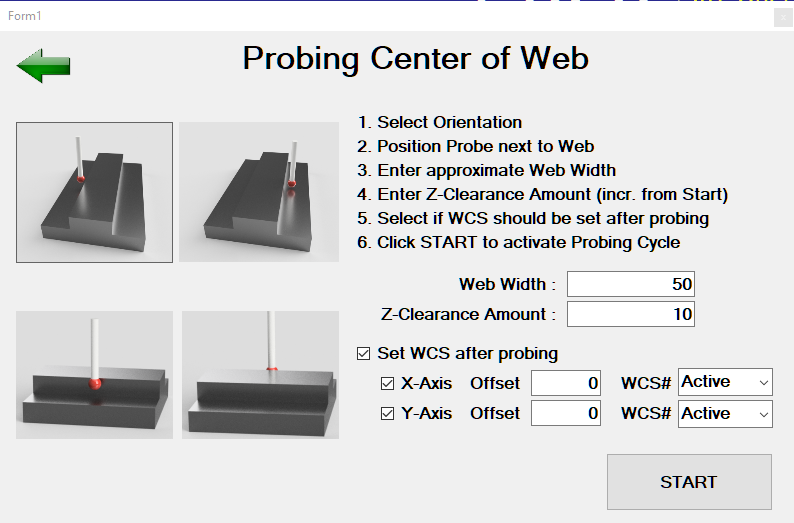 Form1
Probing Center of Web
1. Select Orientation
2. Position Probe next to Web
3. Enter approximate Web Width
4. Enter Z-Clearance Amount (incr. from Start)
5. Select if WCS should be set after probing
6. Click START to activate Probing Cycle
Web Width : 50
Z-Clearance Amount : 10
Set WCS after probing
X-Axis Offset 0 WCS# Active
Y-Axis Offset 0 WCS# Active
START